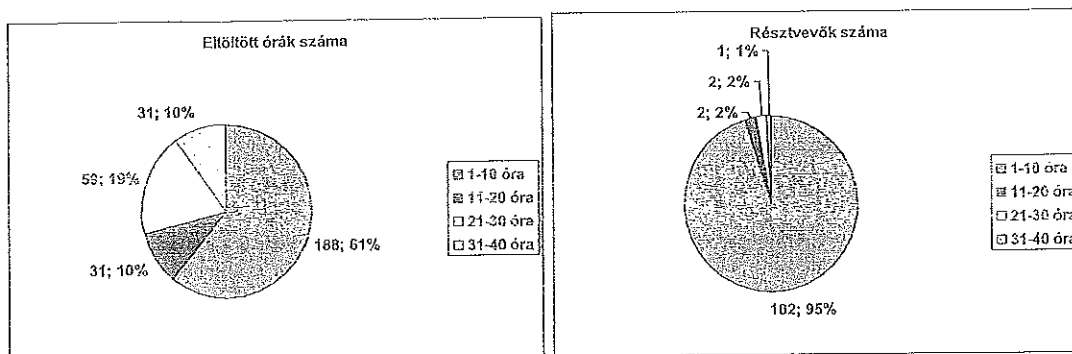 Eltöltött órák száma
31; 10%
19%
31; 10%
188; 61%
1-10 óra
11-20 óra
21-30 óra
31-40 óra
Résztvevők száma
1; 1%
2; 2%
2; 2%
102; 95%
1-10 óra
11-20 óra
21-30 óra
31-40 óra